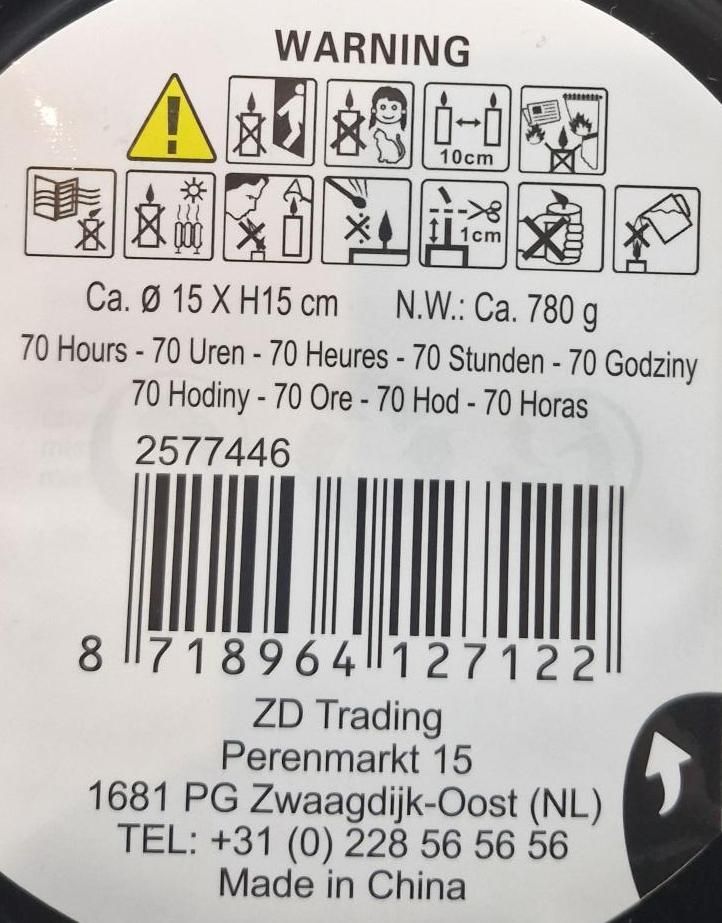 WARNING
10cm
1cm
Ca. Ø 15 X H15 cm N.W.: Ca. 780 g
70 Hours - 70 Uren - 70 Heures - 70 Stunden - 70 Godziny
70 Hodiny - 70 Ore - 70 Hod - 70 Horas
2577446
8 718964 127122
ZD Trading
Perenmarkt 15
1681 PG Zwaagdijk-Oost (NL)
TEL: +31 (0) 228 56 56 56
Made in China